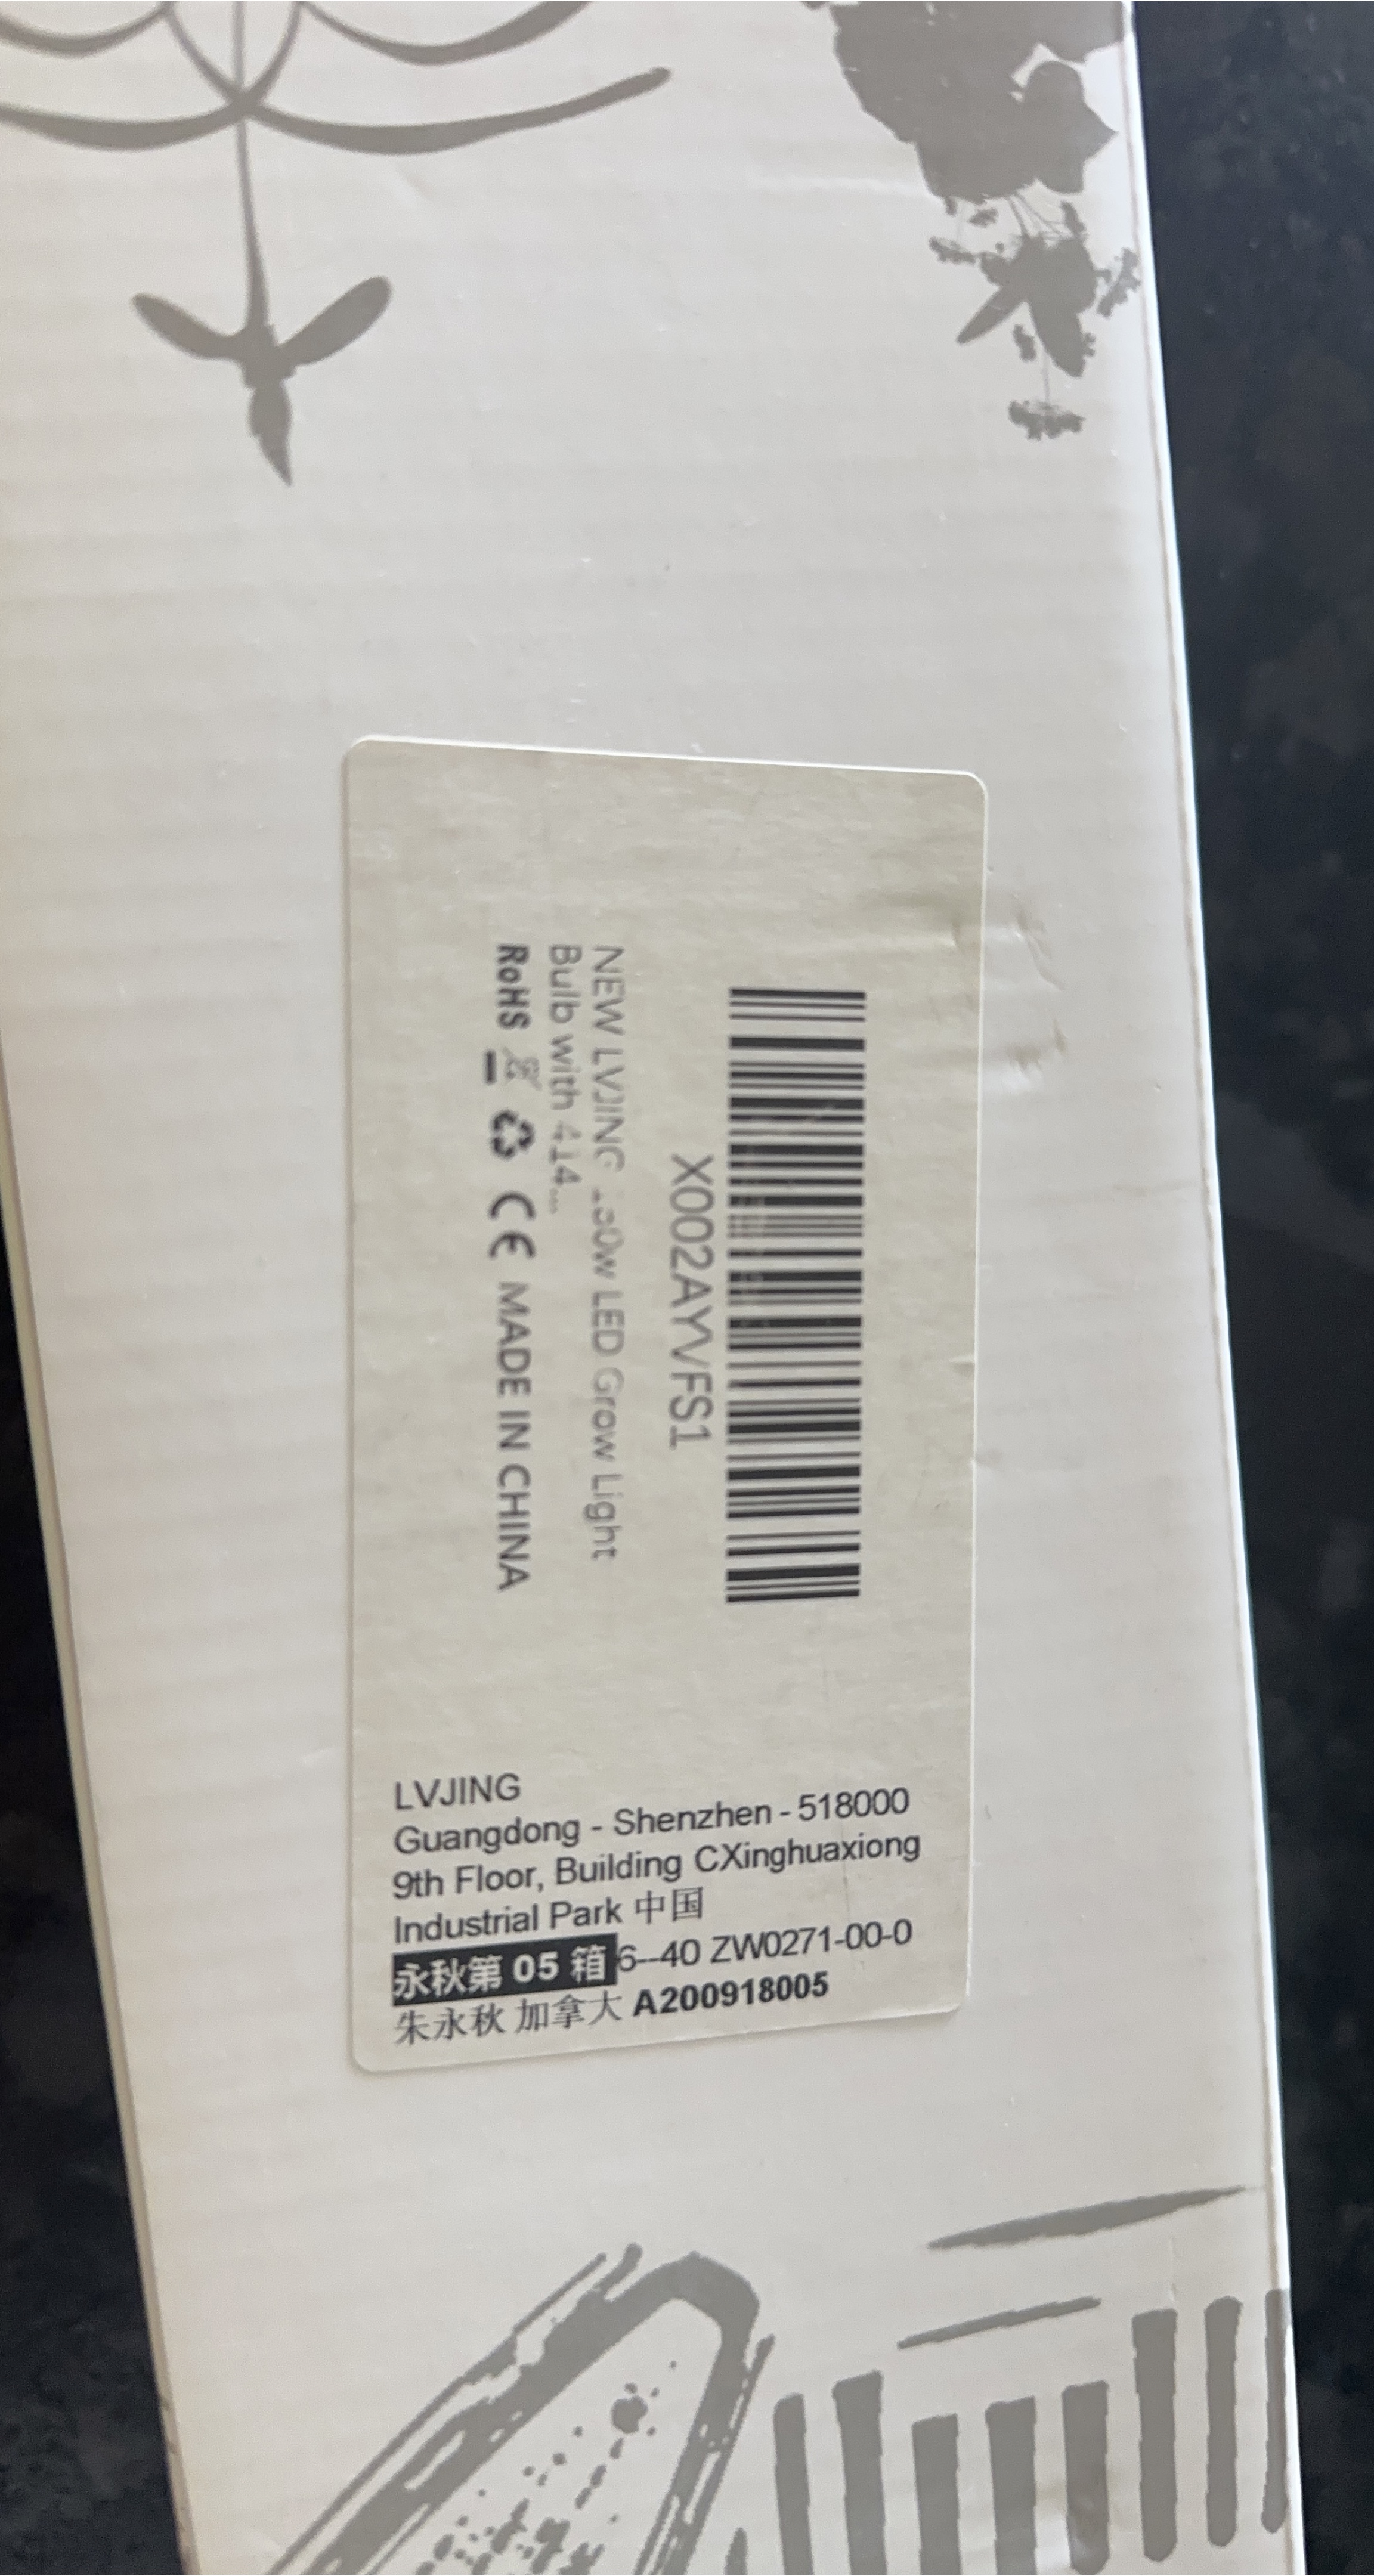 X002AYVFS1
NEW LVJING LED Grow Light
Bulb with 414...
RoHS CE MADE IN CHINA
LVJING
Guangdong - Shenzhen - 518000
9th Floor, Building CXinghuaxiong
Industrial Park 中国
永秋第 05 箱 6--40 ZW0271-00-0
朱永秋 加拿大 A200918005